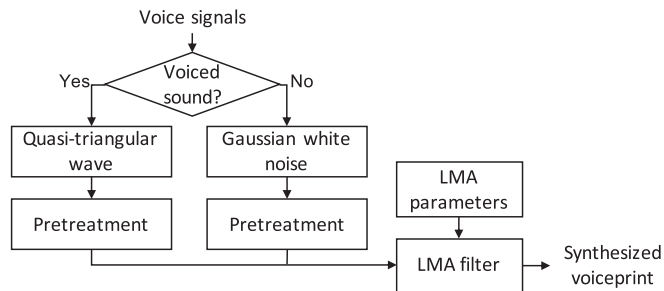 Voice signals
Yes
Voiced
sound?
No
Quasi-triangular
wave
Gaussian white
noise
LMA
parameters
Pretreatment
Pretreatment
LMA filter
Synthesized
voiceprint